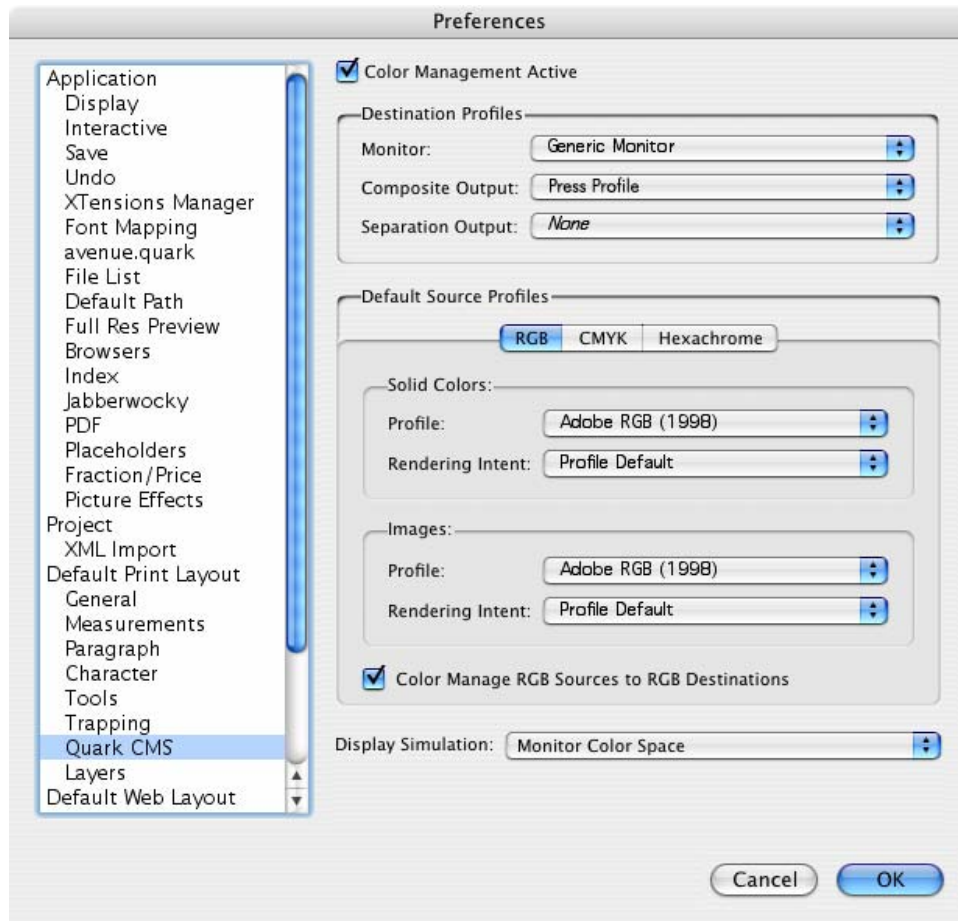 Preferences
Application
Display
Interactive
Save
Undo
XTensions Manager
Font Mapping
avenue.quark
File List
Default Path
Full Res Preview
Browsers
Index
Jabberwocky
PDF
Placeholders
Fraction/Price
Picture Effects
Project
XML Import
Default Print Layout
General
Measurements
Paragraph
Character
Tools
Trapping
Quark CMS
Layers
Default Web Layout
Color Management Active
Destination Profiles
Monitor: Generic Monitor
Composite Output: Press Profile
Separation Output: None
Default Source Profiles
RGB CMYK Hexachrome
Solid Colors:
Profile: Adobe RGB (1998)
Rendering Intent: Profile Default
Images:
Profile: Adobe RGB (1998)
Rendering Intent: Profile Default
Color Manage RGB Sources to RGB Destinations
Display Simulation: Monitor Color Space
Cancel OK